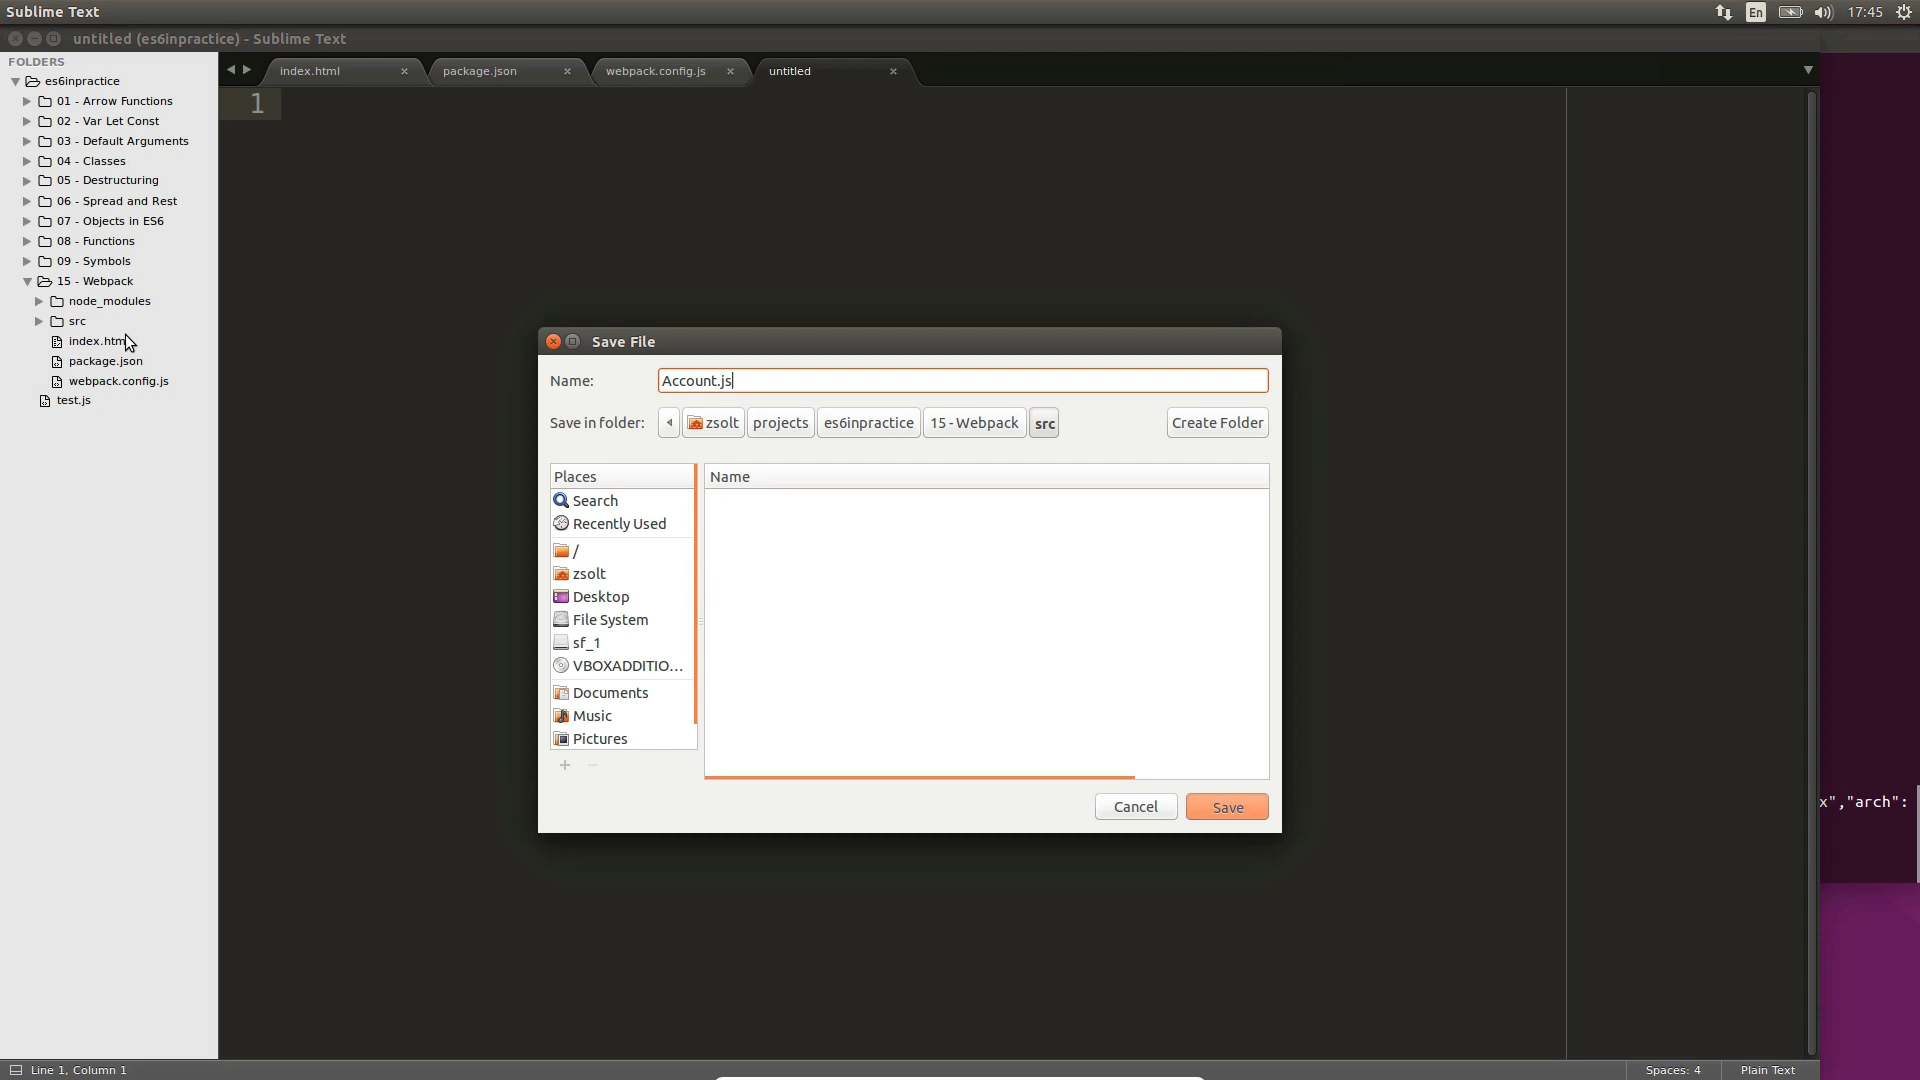 Sublime Text
En
17:45
untitled (es6inpractice) - Sublime Text
FOLDERS
es6inpractice
01 - Arrow Functions
02 - Var Let Const
03 - Default Arguments
04 - Classes
05 - Destructuring
06 - Spread and Rest
07 - Objects in ES6
08 - Functions
09 - Symbols
15 - Webpack
node_modules
src
index.htm
package.json
webpack.config.js
test.js
index.html
package.json
webpack.config.js
untitled
1
Save File
Name:
Account.js
Save in folder:
zsolt
projects
es6inpractice
15 - Webpack
src
Create Folder
Places
Search
Recently Used
/
zsolt
Desktop
File System
sf_1
VBOXADDITIO...
Documents
Music
Pictures
Name
Cancel
Save
x","arch":
Line 1, Column 1
Spaces: 4
Plain Text